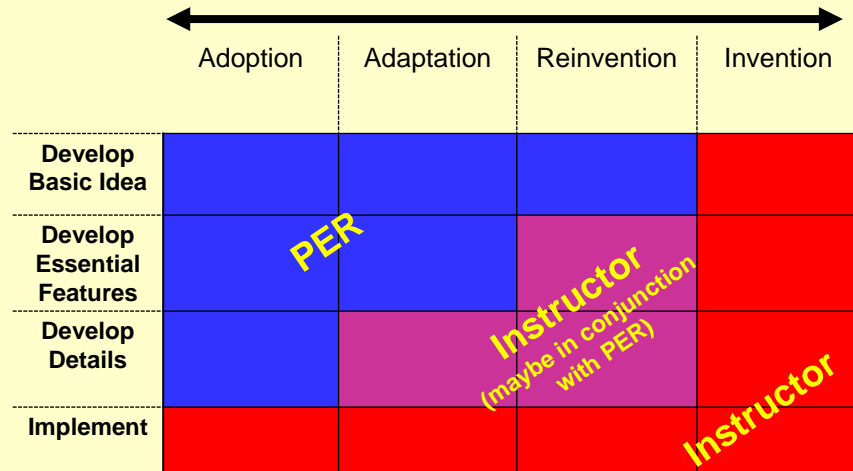 Adoption Adaptation Reinvention Invention
Develop
Basic Idea
PER
Develop
Essential
Features
Instructor
(maybe in conjunction
with PER)
Develop
Details
Instructor
Implement